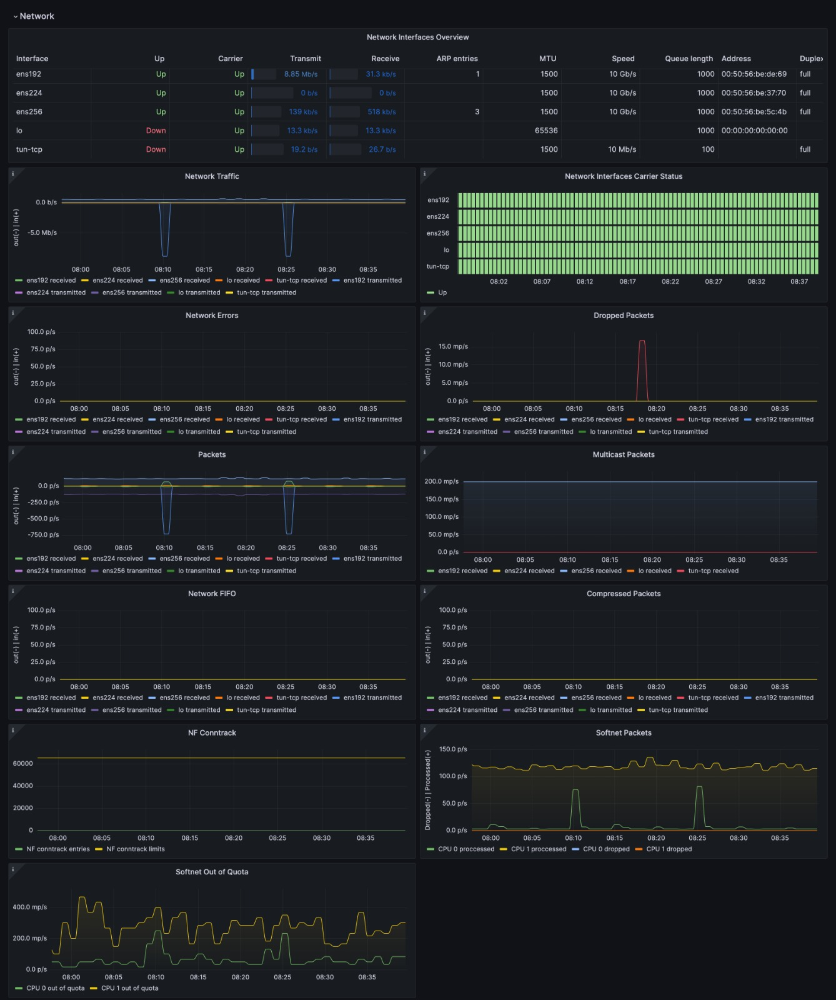 Network
Network Interfaces Overview
Interface Up Carrier Transmit Receive ARP entries MTU Speed Queue length Address Duplex
ens192 Up Up 8.85 Mb/s 31.3 kb/s 1 1500 10 Gb/s 1000 00:50:56:be:de:69 full
ens224 Up Up 0 b/s 0 b/s 1500 10 Gb/s 1000 00:50:56:be:37:70 full
ens256 Up Up 139 kb/s 518 kb/s 3 1500 10 Gb/s 1000 00:50:56:be:5c:4b full
lo Down Up 13.3 kb/s 13.3 kb/s 65536 1000 00:00:00:00:00:00
tun-tcp Down Up 19.2 b/s 26.7 b/s 1500 10 Mb/s 100 full
Network Traffic
out(-) | in(+)
0.0 b/s
-5.0 Mb/s
08:00 08:05 08:10 08:15 08:20 08:25 08:30 08:35
ens192 received ens224 received ens256 received lo received tun-tcp received ens192 transmitted
ens224 transmitted ens256 transmitted lo transmitted tun-tcp transmitted
Network Interfaces Carrier Status
ens192
ens224
ens256
lo
tun-tcp
08:02 08:07 08:12 08:17 08:22 08:27 08:32 08:37
Up
Network Errors
out(-) | in(+)
100.0 p/s
75.0 p/s
50.0 p/s
25.0 p/s
0.0 p/s
08:00 08:05 08:10 08:15 08:20 08:25 08:30 08:35
ens192 received ens224 received ens256 received lo received tun-tcp received ens192 transmitted
ens224 transmitted ens256 transmitted lo transmitted tun-tcp transmitted
Dropped Packets
out(-) | in(+)
15.0 mp/s
10.0 mp/s
5.0 mp/s
0.0 p/s
08:00 08:05 08:10 08:15 08:20 08:25 08:30 08:35
ens192 received ens224 received ens256 received lo received tun-tcp received ens192 transmitted
ens224 transmitted ens256 transmitted lo transmitted tun-tcp transmitted
Packets
out(-) | in(+)
0.0 p/s
-250.0 p/s
-500.0 p/s
-750.0 p/s
08:00 08:05 08:10 08:15 08:20 08:25 08:30 08:35
ens192 received ens224 received ens256 received lo received tun-tcp received ens192 transmitted
ens224 transmitted ens256 transmitted lo transmitted tun-tcp transmitted
Multicast Packets
200.0 mp/s
150.0 mp/s
100.0 mp/s
50.0 mp/s
0.0 p/s
08:00 08:05 08:10 08:15 08:20 08:25 08:30 08:35
ens192 received ens224 received ens256 received lo received tun-tcp received
Network FIFO
out(-) | in(+)
100.0 p/s
75.0 p/s
50.0 p/s
25.0 p/s
0.0 p/s
08:00 08:05 08:10 08:15 08:20 08:25 08:30 08:35
ens192 received ens224 received ens256 received lo received tun-tcp received ens192 transmitted
ens224 transmitted ens256 transmitted lo transmitted tun-tcp transmitted
Compressed Packets
out(-) | in(+)
100.0 p/s
75.0 p/s
50.0 p/s
25.0 p/s
0.0 p/s
08:00 08:05 08:10 08:15 08:20 08:25 08:30 08:35
ens192 received ens224 received ens256 received lo received tun-tcp received ens192 transmitted
ens224 transmitted ens256 transmitted lo transmitted tun-tcp transmitted
NF Conntrack
60000
40000
20000
0
08:00 08:05 08:10 08:15 08:20 08:25 08:30 08:35
NF conntrack entries NF conntrack limits
Softnet Packets
Dropped(-) | Processed(+)
150.0 p/s
100.0 p/s
50.0 p/s
0.0 p/s
08:00 08:05 08:10 08:15 08:20 08:25 08:30 08:35
CPU 0 proccessed CPU 1 proccessed CPU 0 dropped CPU 1 dropped
Softnet Out of Quota
400.0 mp/s
200.0 mp/s
0.0 p/s
08:00 08:05 08:10 08:15 08:20 08:25 08:30 08:35
CPU 0 out of quota CPU 1 out of quota